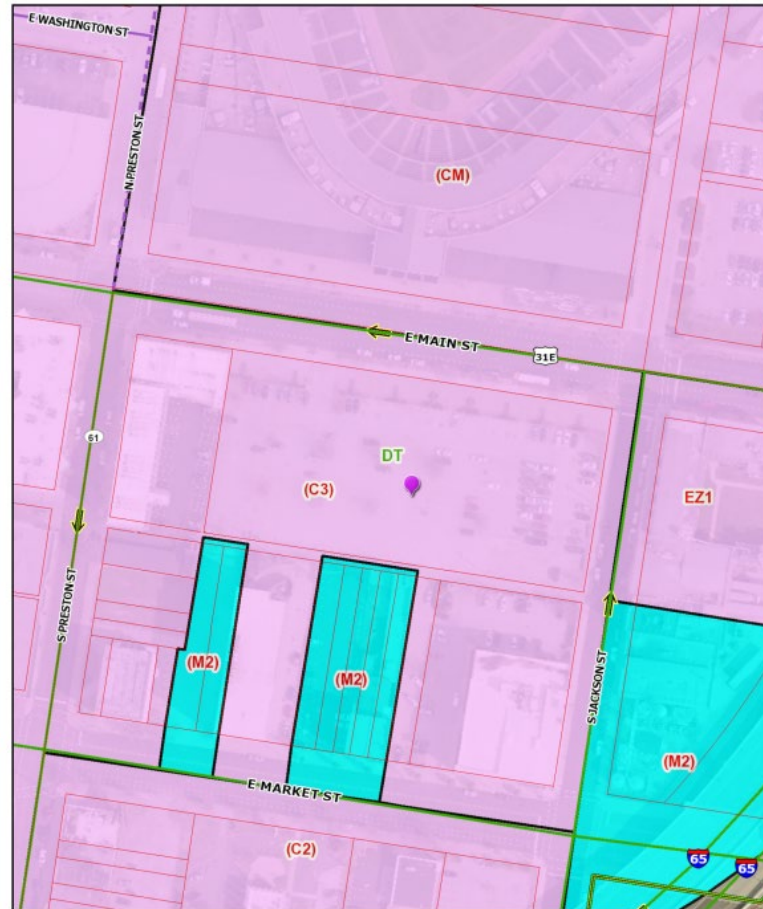 E WASHINGTON ST
N PRESTON ST
(CM)
E MAIN ST
31E
61
DT
(C3)
EZ1
S PRESTON ST
(M2)
(M2)
S JACKSON ST
(M2)
E MARKET ST
(C2)
65
65